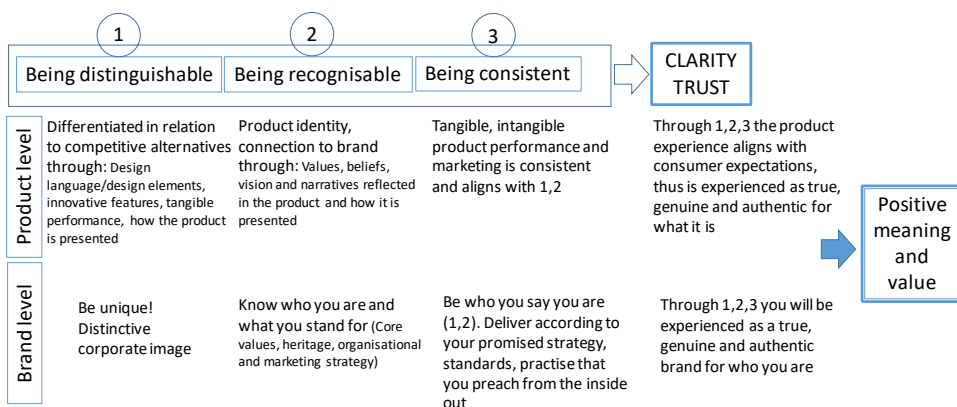 1
2
3
Being distinguishable
Being recognisable
Being consistent
CLARITY
TRUST
Product level
Differentiated in relation
to competitive alternatives
through: Design
language/design elements,
innovative features, tangible
performance, how the product
is presented
Product identity,
connection to brand
through: Values, beliefs,
vision and narratives reflected
in the product and how it is
presented
Tangible, intangible
product performance and
marketing is consistent
and aligns with 1,2
Through 1,2,3 the product
experience aligns with
consumer expectations,
thus is experienced as true,
genuine and authentic for
what it is
Positive
meaning
and
value
Brand level
Be unique!
Distinctive
corporate image
Know who you are and
what you stand for (Core
values, heritage, organisational
and marketing strategy)
Be who you say you are
(1,2). Deliver according to
your promised strategy,
standards, practise that
you preach from the inside
out
Through 1,2,3 you will be
experienced as a true,
genuine and authentic
brand for who you are